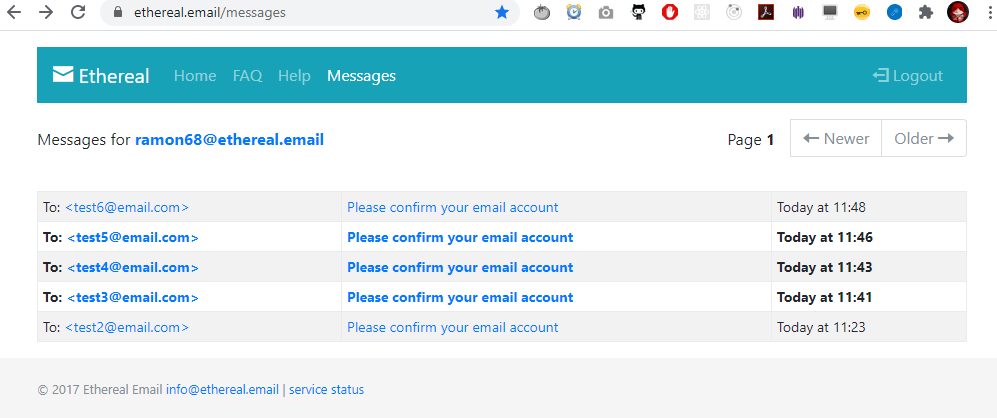 ethereal.email/messages
Ethereal Home FAQ Help Messages Logout
Messages for ramon68@ethereal.email Page 1 Newer Older
To: <test6@email.com> Please confirm your email account Today at 11:48
To: <test5@email.com> Please confirm your email account Today at 11:46
To: <test4@email.com> Please confirm your email account Today at 11:43
To: <test3@email.com> Please confirm your email account Today at 11:41
To: <test2@email.com> Please confirm your email account Today at 11:23
© 2017 Ethereal Email info@ethereal.email | service status